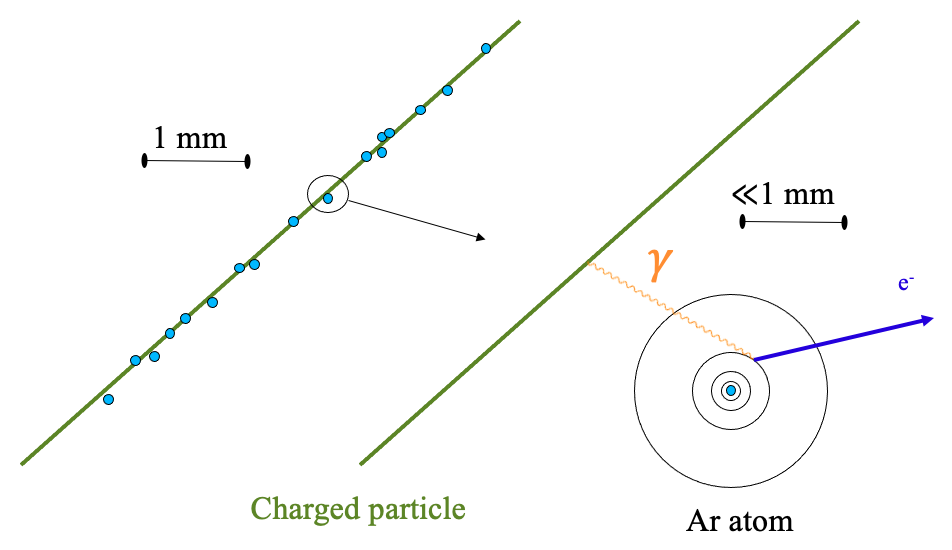 1 mm
≪1 mm
γ
e⁻
Charged particle
Ar atom